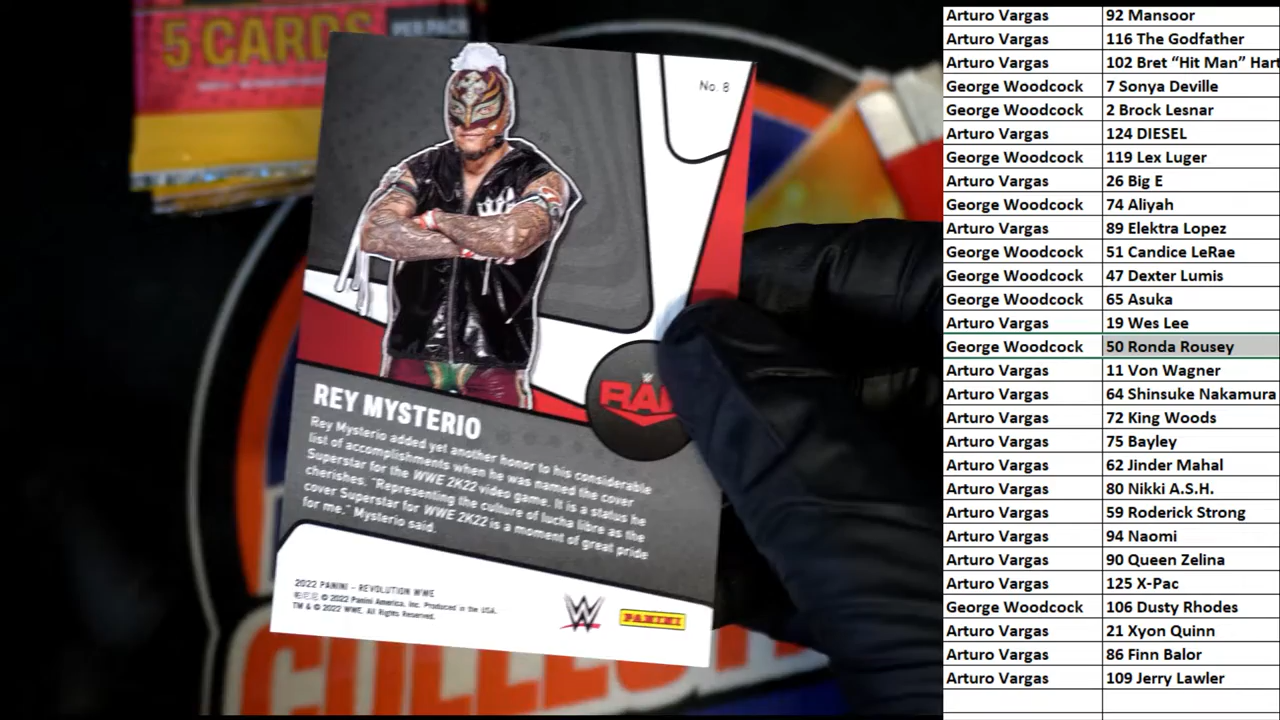 5 CARDS
PER PACK
No. 8
RAW
REY MYSTERIO
Rey Mysterio added yet another honor to his considerable
list of accomplishments when he was named the cover
Superstar for the WWE 2K22 video game. It is a status he
cherishes. "Representing the culture of lucha libre as the
cover Superstar for WWE 2K22 is a moment of great pride
for me," Mysterio said.
2022 PANINI – REVOLUTION WWE
© 2022 Panini America, Inc. Produced in the USA.
TM & © 2022 WWE. All Rights Reserved.
W
PANINI
Arturo Vargas 92 Mansoor
Arturo Vargas 116 The Godfather
Arturo Vargas 102 Bret “Hit Man” Hart
George Woodcock 7 Sonya Deville
George Woodcock 2 Brock Lesnar
Arturo Vargas 124 DIESEL
George Woodcock 119 Lex Luger
Arturo Vargas 26 Big E
George Woodcock 74 Aliyah
Arturo Vargas 89 Elektra Lopez
George Woodcock 51 Candice LeRae
George Woodcock 47 Dexter Lumis
George Woodcock 65 Asuka
Arturo Vargas 19 Wes Lee
George Woodcock 50 Ronda Rousey
Arturo Vargas 11 Von Wagner
Arturo Vargas 64 Shinsuke Nakamura
Arturo Vargas 72 King Woods
Arturo Vargas 75 Bayley
Arturo Vargas 62 Jinder Mahal
Arturo Vargas 80 Nikki A.S.H.
Arturo Vargas 59 Roderick Strong
Arturo Vargas 94 Naomi
Arturo Vargas 90 Queen Zelina
Arturo Vargas 125 X-Pac
George Woodcock 106 Dusty Rhodes
Arturo Vargas 21 Xyon Quinn
Arturo Vargas 86 Finn Balor
Arturo Vargas 109 Jerry Lawler